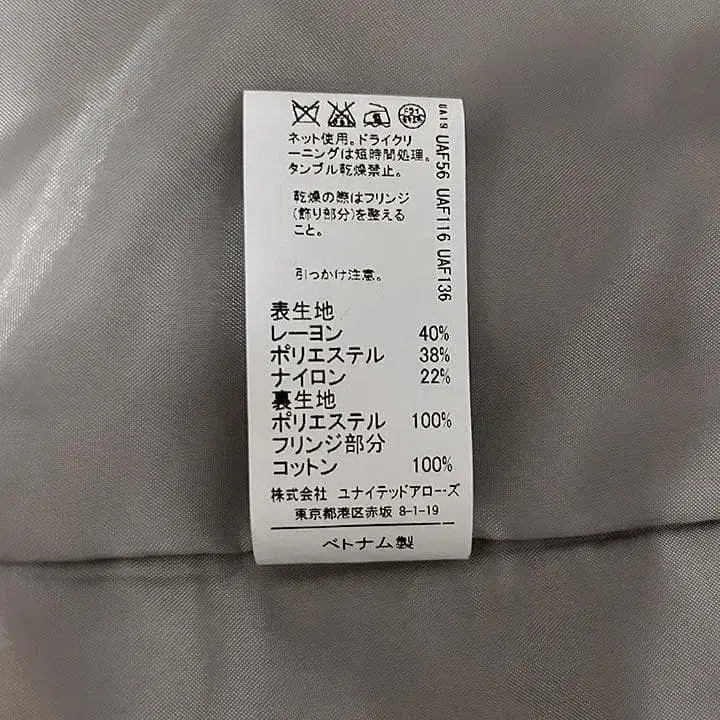 ネット使用。ドライクリ
ーニングは短時間処理。
タンブル乾燥禁止。
乾燥の際はフリンジ
(飾り部分)を整える
こと。
引っかけ注意。
表生地
レーヨン 40%
ポリエステル 38%
ナイロン 22%
裏生地
ポリエステル 100%
フリンジ部分
コットン 100%
株式会社 ユナイテッドアローズ
東京都港区赤坂 8-1-19
ベトナム製
UA19 UAF56 UAF116 UAF136